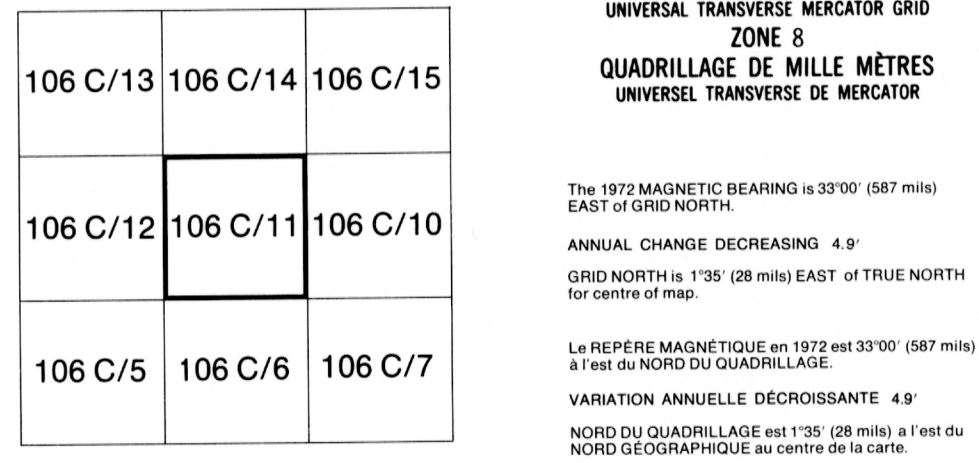 106 C/13 106 C/14 106 C/15
106 C/12 106 C/11 106 C/10
106 C/5 106 C/6 106 C/7
UNIVERSAL TRANSVERSE MERCATOR GRID
ZONE 8
QUADRILLAGE DE MILLE MÈTRES
UNIVERSEL TRANSVERSE DE MERCATOR
The 1972 MAGNETIC BEARING is 33°00′ (587 mils)
EAST of GRID NORTH.
ANNUAL CHANGE DECREASING 4.9′
GRID NORTH is 1°35′ (28 mils) EAST of TRUE NORTH
for centre of map.
Le REPÈRE MAGNÉTIQUE en 1972 est 33°00′ (587 mils)
à l'est du NORD DU QUADRILLAGE.
VARIATION ANNUELLE DÉCROISSANTE 4.9′
NORD DU QUADRILLAGE est 1°35′ (28 mils) a l'est du
NORD GÉOGRAPHIQUE au centre de la carte.